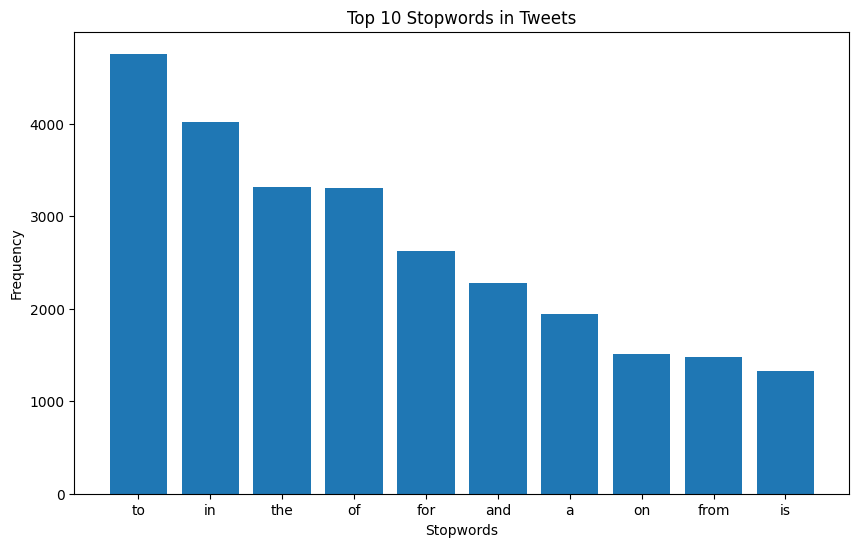 Top 10 Stopwords in Tweets
Frequency
4000
3000
2000
1000
0
to in the of for and a on from is
Stopwords